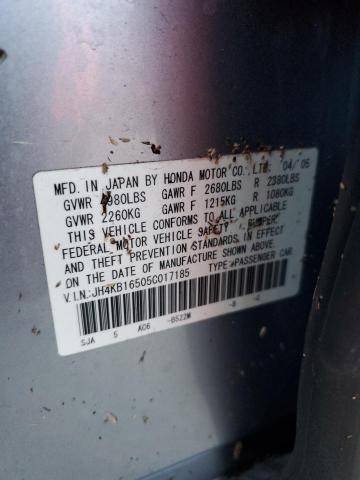 MFD. IN JAPAN BY HONDA MOTOR CO., LTD. 04/05
GVWR 4980LBS GAWR F 2680LBS R 2380LBS
GVWR 2260KG GAWR F 1215KG R 1080KG
THIS VEHICLE CONFORMS TO ALL APPLICABLE
FEDERAL MOTOR VEHICLE SAFETY, BUMPER,
AND THEFT PREVENTION STANDARDS IN EFFECT
ON THE DATE OF MANUFACTURE SHOWN ABOVE.
V.I.N.:JH4KB16505C017185 TYPE:PASSENGER CAR
SJA 5 A06 -B522M -B -C